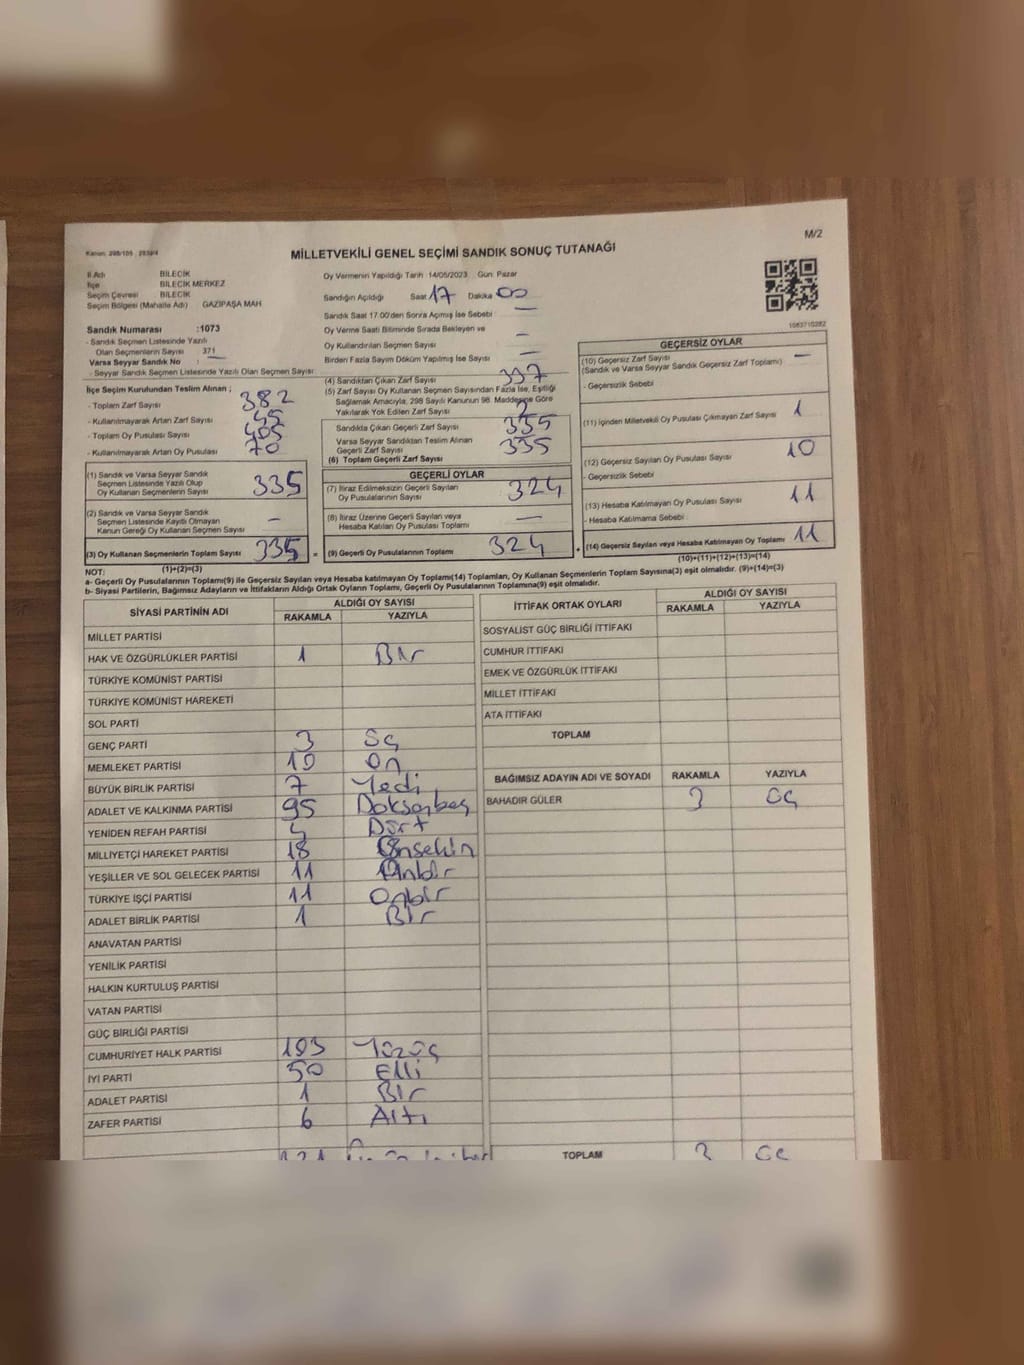 M/2
Kanun: 298/105 2839/4
MİLLETVEKİLİ GENEL SEÇİMİ SANDIK SONUÇ TUTANAĞI
İl Adı BİLECİK
İlçe BİLECİK MERKEZ
Seçim Çevresi BİLECİK
Seçim Bölgesi (Mahalle Adı) GAZİPAŞA MAH
Sandık Numarası :1073
- Sandık Seçmen Listesinde Yazılı
Olan Seçmenlerin Sayısı 371
Varsa Seyyar Sandık No : —
- Seyyar Sandık Seçmen Listesinde Yazılı Olan Seçmen Sayısı
Oy Vermenin Yapıldığı Tarih 14/05/2023 Gün: Pazar
Sandığın Açıldığı Saat 17 Dakika 00
Sandık Saat 17:00'den Sonra Açmış İse Sebebi —
Oy Verme Saati Bitiminde Sırada Bekleyen ve
Oy Kullandırılan Seçmen Sayısı —
Birden Fazla Sayım Döküm Yapılmış İse Sayısı —
1083710282
İlçe Seçim Kurulundan Teslim Alınan ;
- Toplam Zarf Sayısı 382
- Kullanılmayarak Artan Zarf Sayısı 45
- Toplam Oy Pusulası Sayısı 405
- Kullanılmayarak Artan Oy Pusulası 70
(1) Sandık ve Varsa Seyyar Sandık
Seçmen Listesinde Yazılı Olup
Oy Kullanan Seçmenlerin Sayısı 335
(2) Sandık ve Varsa Seyyar Sandık
Seçmen Listesinde Kayıtlı Olmayan
Kanun Gereği Oy Kullanan Seçmen Sayısı —
(3) Oy Kullanan Seçmenlerin Toplam Sayısı 335 =
(1)+(2)=(3)
(4) Sandıktan Çıkan Zarf Sayısı 337
(5) Zarf Sayısı Oy Kullanan Seçmen Sayısından Fazla İse, Eşitliği
Sağlamak Amacıyla, 298 Sayılı Kanunun 98. Maddesine Göre
Yakılarak Yok Edilen Zarf Sayısı 2
Sandıkta Çıkan Geçerli Zarf Sayısı 335
Varsa Seyyar Sandıktan Teslim Alınan
Geçerli Zarf Sayısı
(6) Toplam Geçerli Zarf Sayısı 335
GEÇERLİ OYLAR
(7) İtiraz Edilmeksizin Geçerli Sayılan
Oy Pusulalarının Sayısı 324
(8) İtiraz Üzerine Geçerli Sayılan veya
Hesaba Katılan Oy Pusulası Toplamı —
(9) Geçerli Oy Pusulalarının Toplamı 324 +
GEÇERSİZ OYLAR
(10) Geçersiz Zarf Sayısı —
(Sandık ve Varsa Seyyar Sandık Geçersiz Zarf Toplamı)
- Geçersizlik Sebebi
(11) İçinden Milletvekili Oy Pusulası Çıkmayan Zarf Sayısı 1
(12) Geçersiz Sayılan Oy Pusulası Sayısı 10
- Geçersizlik Sebebi
(13) Hesaba Katılmayan Oy Pusulası Sayısı 11
- Hesaba Katılmama Sebebi
(14) Geçersiz Sayılan veya Hesaba Katılmayan Oy Toplamı 11
(10)+(11)+(12)+(13)=(14)
NOT:
a- Geçerli Oy Pusulalarının Toplamı(9) ile Geçersiz Sayılan veya Hesaba katılmayan Oy Toplamı(14) Toplamları, Oy Kullanan Seçmenlerin Toplam Sayısına(3) eşit olmalıdır. (9)+(14)=(3)
b- Siyasi Partilerin, Bağımsız Adayların ve İttifakların Aldığı Ortak Oyların Toplamı, Geçerli Oy Pusulalarının Toplamına(9) eşit olmalıdır.
SİYASİ PARTİNİN ADI ALDIĞI OY SAYISI
RAKAMLA YAZIYLA
MİLLET PARTİSİ
HAK VE ÖZGÜRLÜKLER PARTİSİ 1 Bir
TÜRKİYE KOMÜNİST PARTİSİ
TÜRKİYE KOMÜNİST HAREKETİ
SOL PARTİ
GENÇ PARTİ 3 Üç
MEMLEKET PARTİSİ 10 On
BÜYÜK BİRLİK PARTİSİ 7 Yedi
ADALET VE KALKINMA PARTİSİ 95 Doksanbeş
YENİDEN REFAH PARTİSİ 4 Dört
MİLLİYETÇİ HAREKET PARTİSİ 18 Onsekiz
YEŞİLLER VE SOL GELECEK PARTİSİ 11 Onbir
TÜRKİYE İŞÇİ PARTİSİ 11 Onbir
ADALET BİRLİK PARTİSİ 1 Bir
ANAVATAN PARTİSİ
YENİLİK PARTİSİ
HALKIN KURTULUŞ PARTİSİ
VATAN PARTİSİ
GÜÇ BİRLİĞİ PARTİSİ
CUMHURİYET HALK PARTİSİ 103 Yüzüç
İYİ PARTİ 50 Elli
ADALET PARTİSİ 1 Bir
ZAFER PARTİSİ 6 Altı
İTTİFAK ORTAK OYLARI ALDIĞI OY SAYISI
RAKAMLA YAZIYLA
SOSYALİST GÜÇ BİRLİĞİ İTTİFAKI
CUMHUR İTTİFAKI
EMEK VE ÖZGÜRLÜK İTTİFAKI
MİLLET İTTİFAKI
ATA İTTİFAKI
TOPLAM
BAĞIMSIZ ADAYIN ADI VE SOYADI RAKAMLA YAZIYLA
BAHADIR GÜLER 3 Üç
TOPLAM 3 Üç